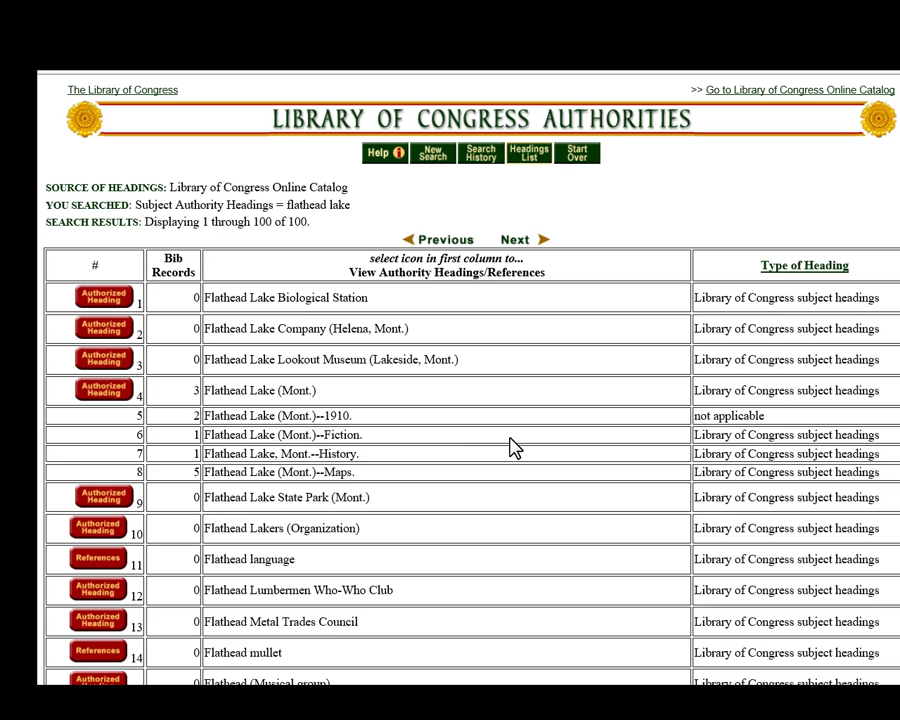 The Library of Congress
>> Go to Library of Congress Online Catalog
LIBRARY OF CONGRESS AUTHORITIES
Help i New Search Search History Headings List Start Over
SOURCE OF HEADINGS: Library of Congress Online Catalog
YOU SEARCHED: Subject Authority Headings = flathead lake
SEARCH RESULTS: Displaying 1 through 100 of 100.
Previous Next
# Bib Records select icon in first column to... View Authority Headings/References Type of Heading
Authorized Heading 1 0 Flathead Lake Biological Station Library of Congress subject headings
Authorized Heading 2 0 Flathead Lake Company (Helena, Mont.) Library of Congress subject headings
Authorized Heading 3 0 Flathead Lake Lookout Museum (Lakeside, Mont.) Library of Congress subject headings
Authorized Heading 4 3 Flathead Lake (Mont.) Library of Congress subject headings
5 2 Flathead Lake (Mont.)--1910. not applicable
6 1 Flathead Lake (Mont.)--Fiction. Library of Congress subject headings
7 1 Flathead Lake, Mont.--History. Library of Congress subject headings
8 5 Flathead Lake (Mont.)--Maps. Library of Congress subject headings
Authorized Heading 9 0 Flathead Lake State Park (Mont.) Library of Congress subject headings
Authorized Heading 10 0 Flathead Lakers (Organization) Library of Congress subject headings
References 11 0 Flathead language Library of Congress subject headings
Authorized Heading 12 0 Flathead Lumbermen Who-Who Club Library of Congress subject headings
Authorized Heading 13 0 Flathead Metal Trades Council Library of Congress subject headings
References 14 0 Flathead mullet Library of Congress subject headings
Authorized 0 Flathead (Musical group) Library of Congress subject headings